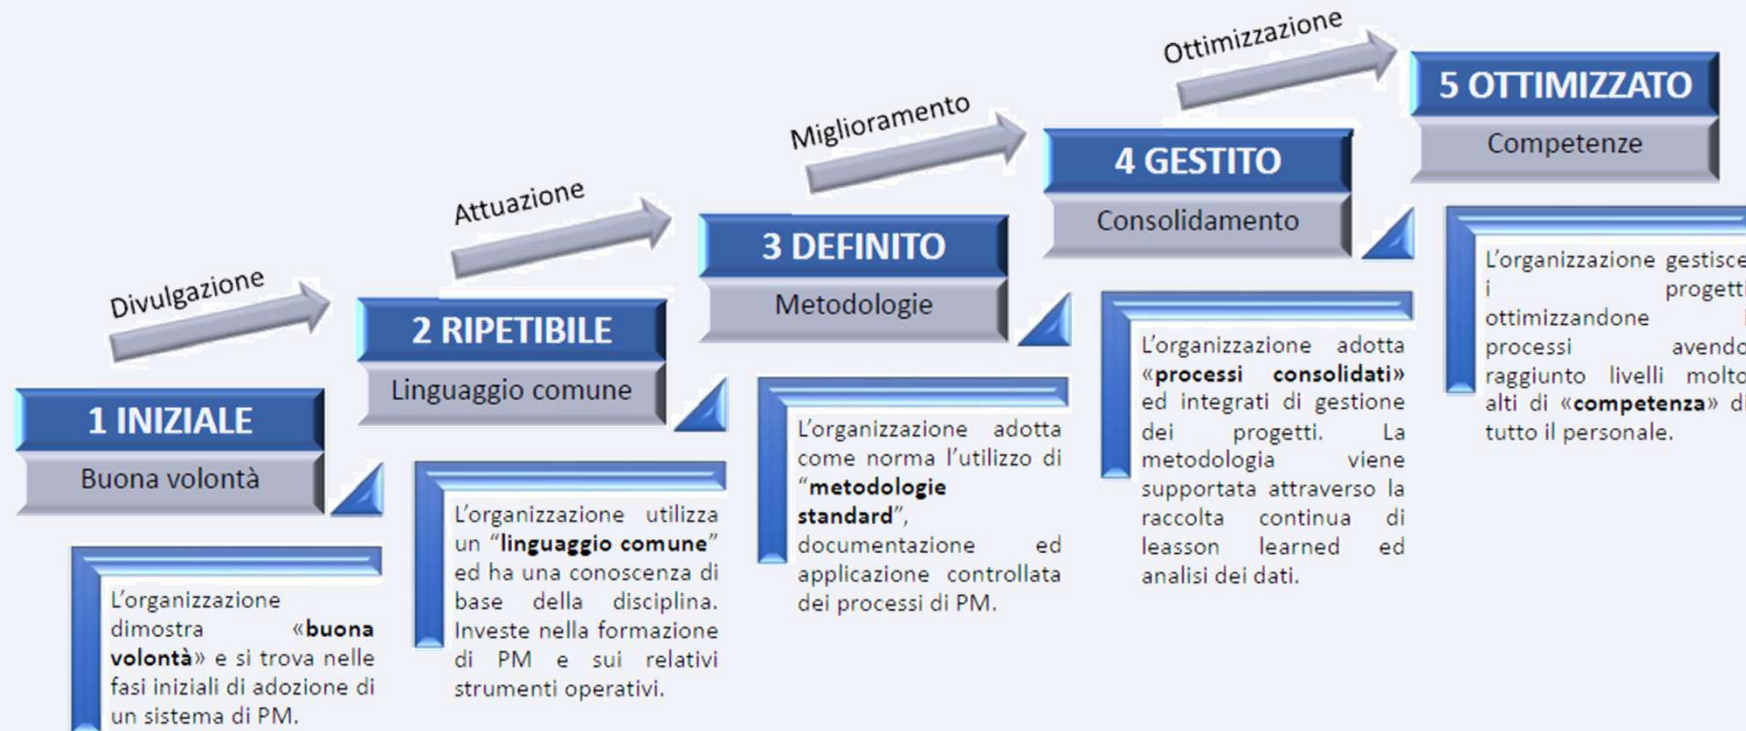 Divulgazione
1 INIZIALE
Buona volontà
L'organizzazione
dimostra «buona
volontà» e si trova nelle
fasi iniziali di adozione di
un sistema di PM.
Attuazione
2 RIPETIBILE
Linguaggio comune
L'organizzazione utilizza
un "linguaggio comune"
ed ha una conoscenza di
base della disciplina.
Investe nella formazione
di PM e sui relativi
strumenti operativi.
Miglioramento
3 DEFINITO
Metodologie
L'organizzazione adotta
come norma l'utilizzo di
"metodologie
standard",
documentazione ed
applicazione controllata
dei processi di PM.
Ottimizzazione
4 GESTITO
Consolidamento
L'organizzazione adotta
«processi consolidati»
ed integrati di gestione
dei progetti. La
metodologia viene
supportata attraverso la
raccolta continua di
leasson learned ed
analisi dei dati.
5 OTTIMIZZATO
Competenze
L'organizzazione gestisce
i progetti
ottimizzandone i
processi avendo
raggiunto livelli molto
alti di «competenza» di
tutto il personale.